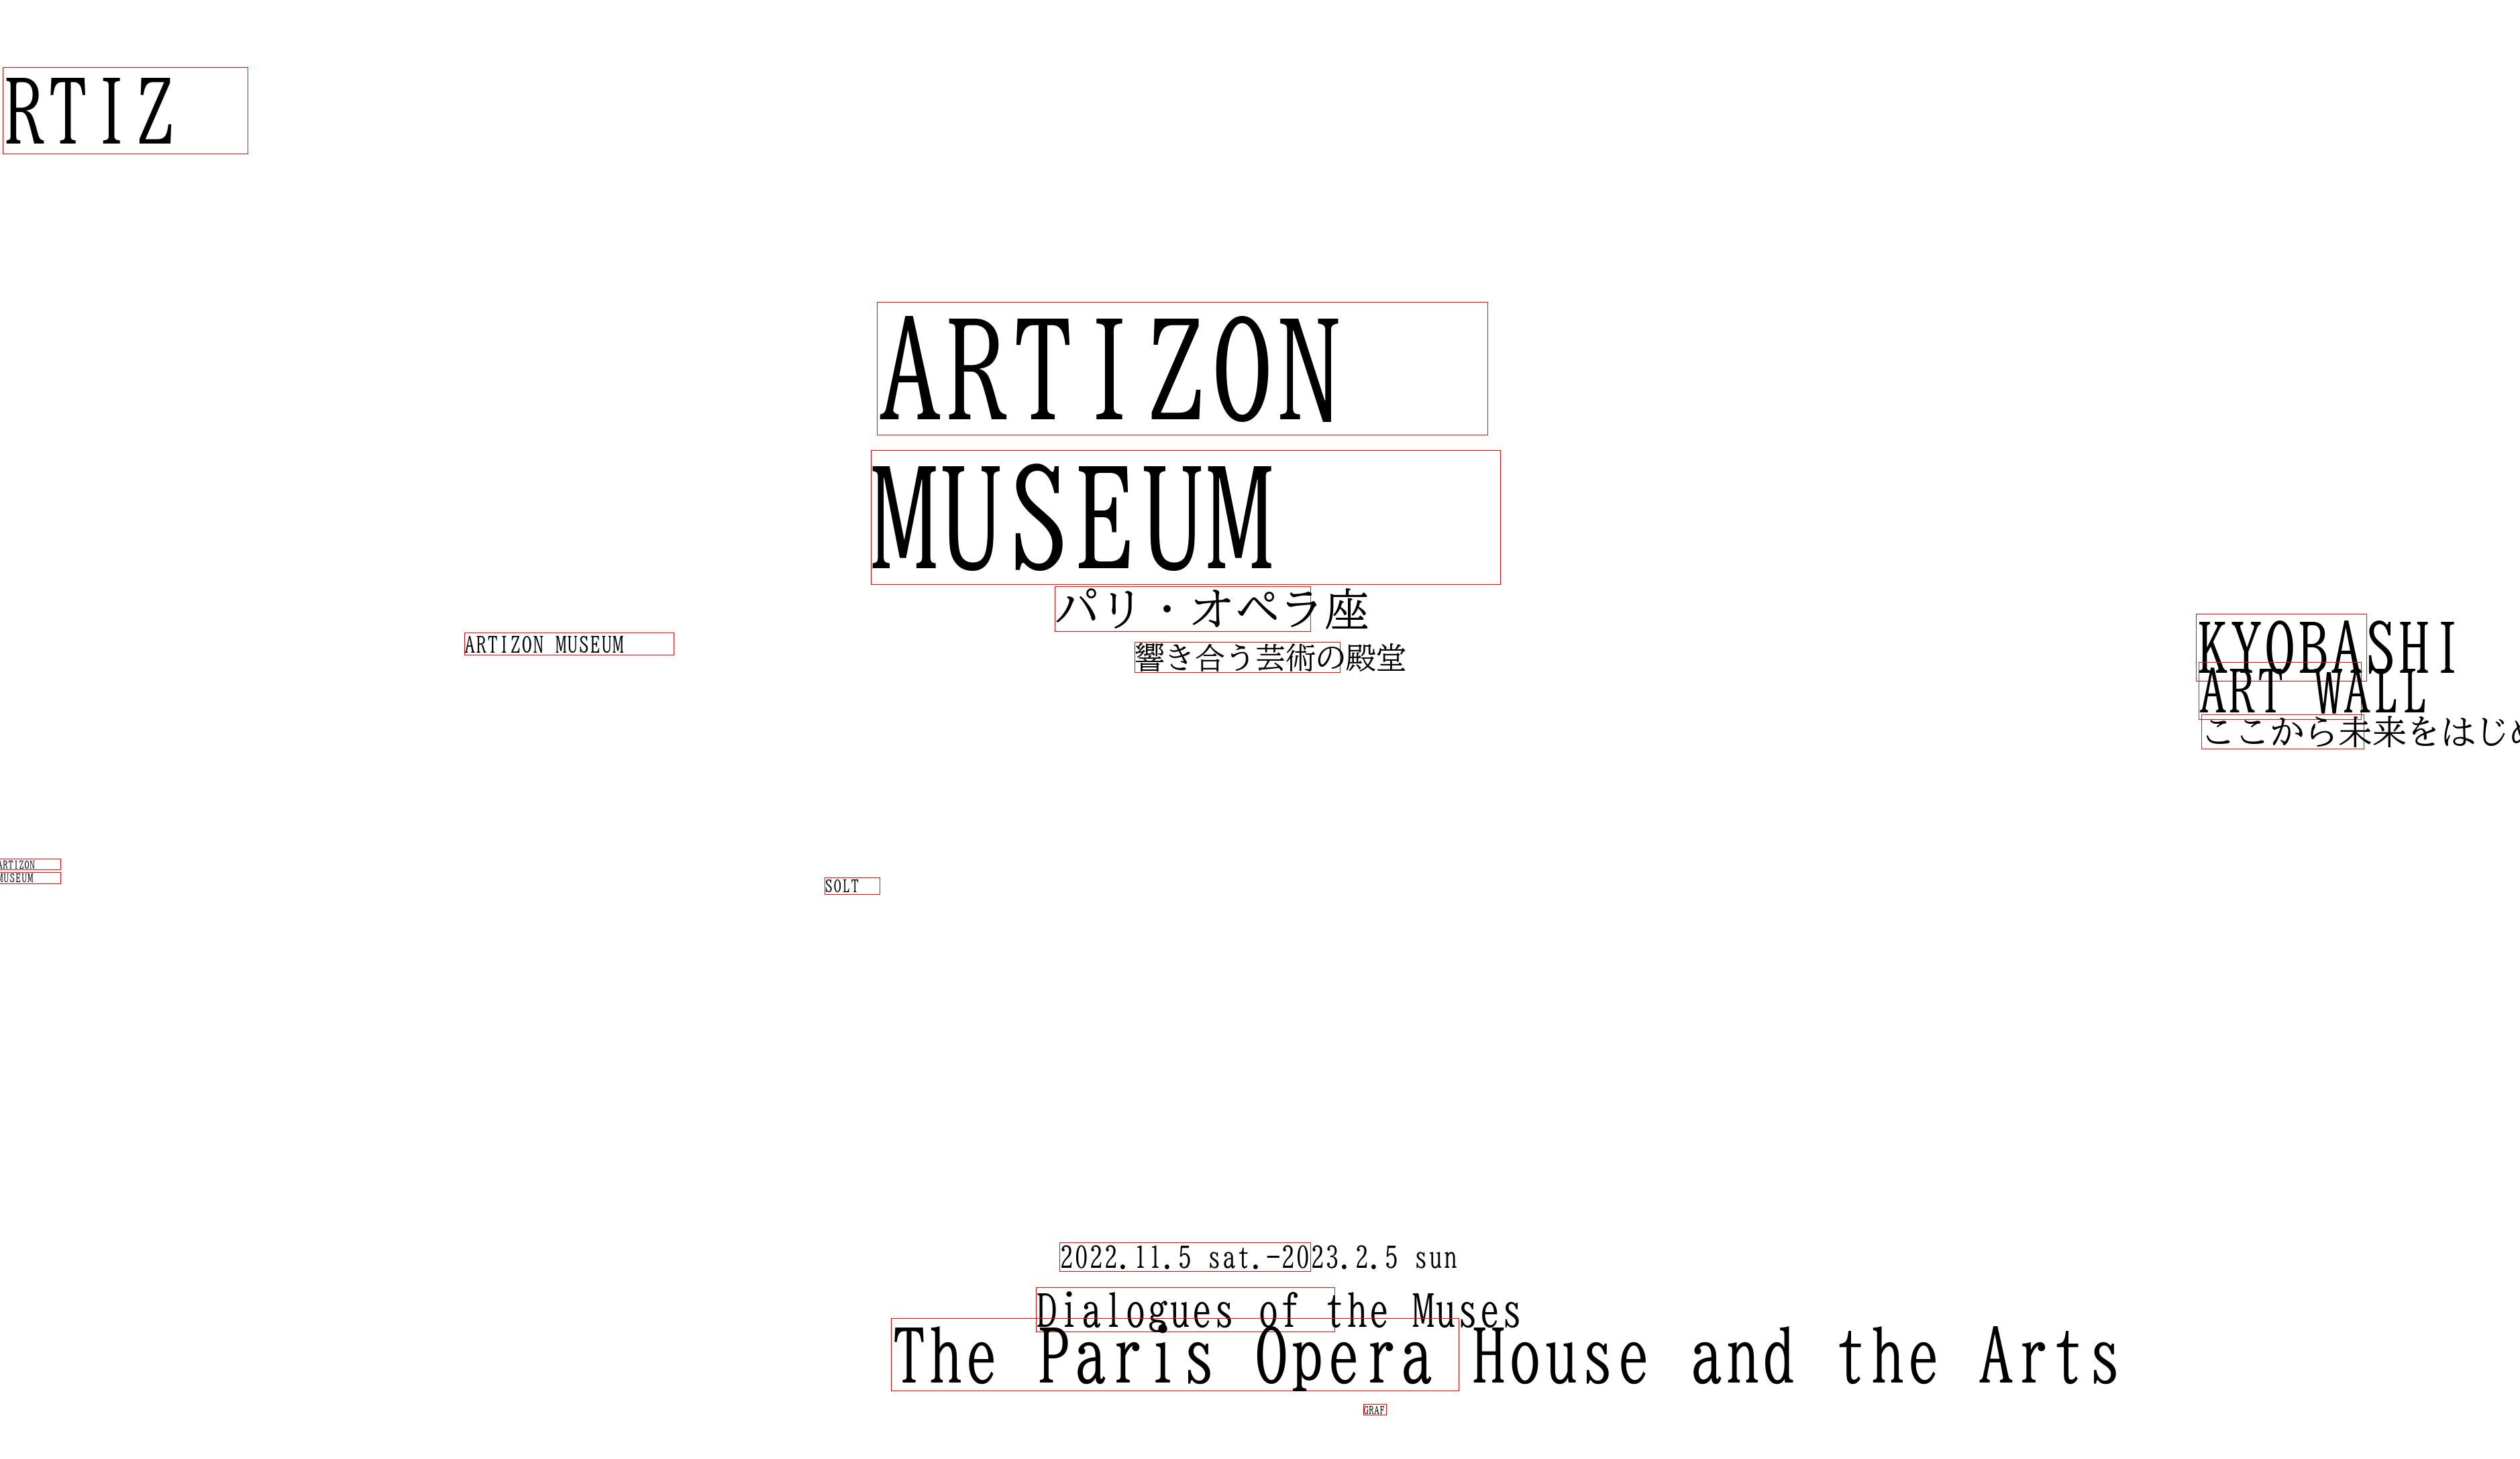 RTIZ
ARTIZON
MUSEUM
パリ・オペラ座
響き合う芸術の殿堂
ARTIZON MUSEUM
KYOBASHI
ART WALL
ここから未来をはじめ
ARTIZON
MUSEUM
SOLT
2022.11.5 sat.-2023.2.5 sun
Dialogues of the Muses
The Paris Opera House and the Arts
GRAF